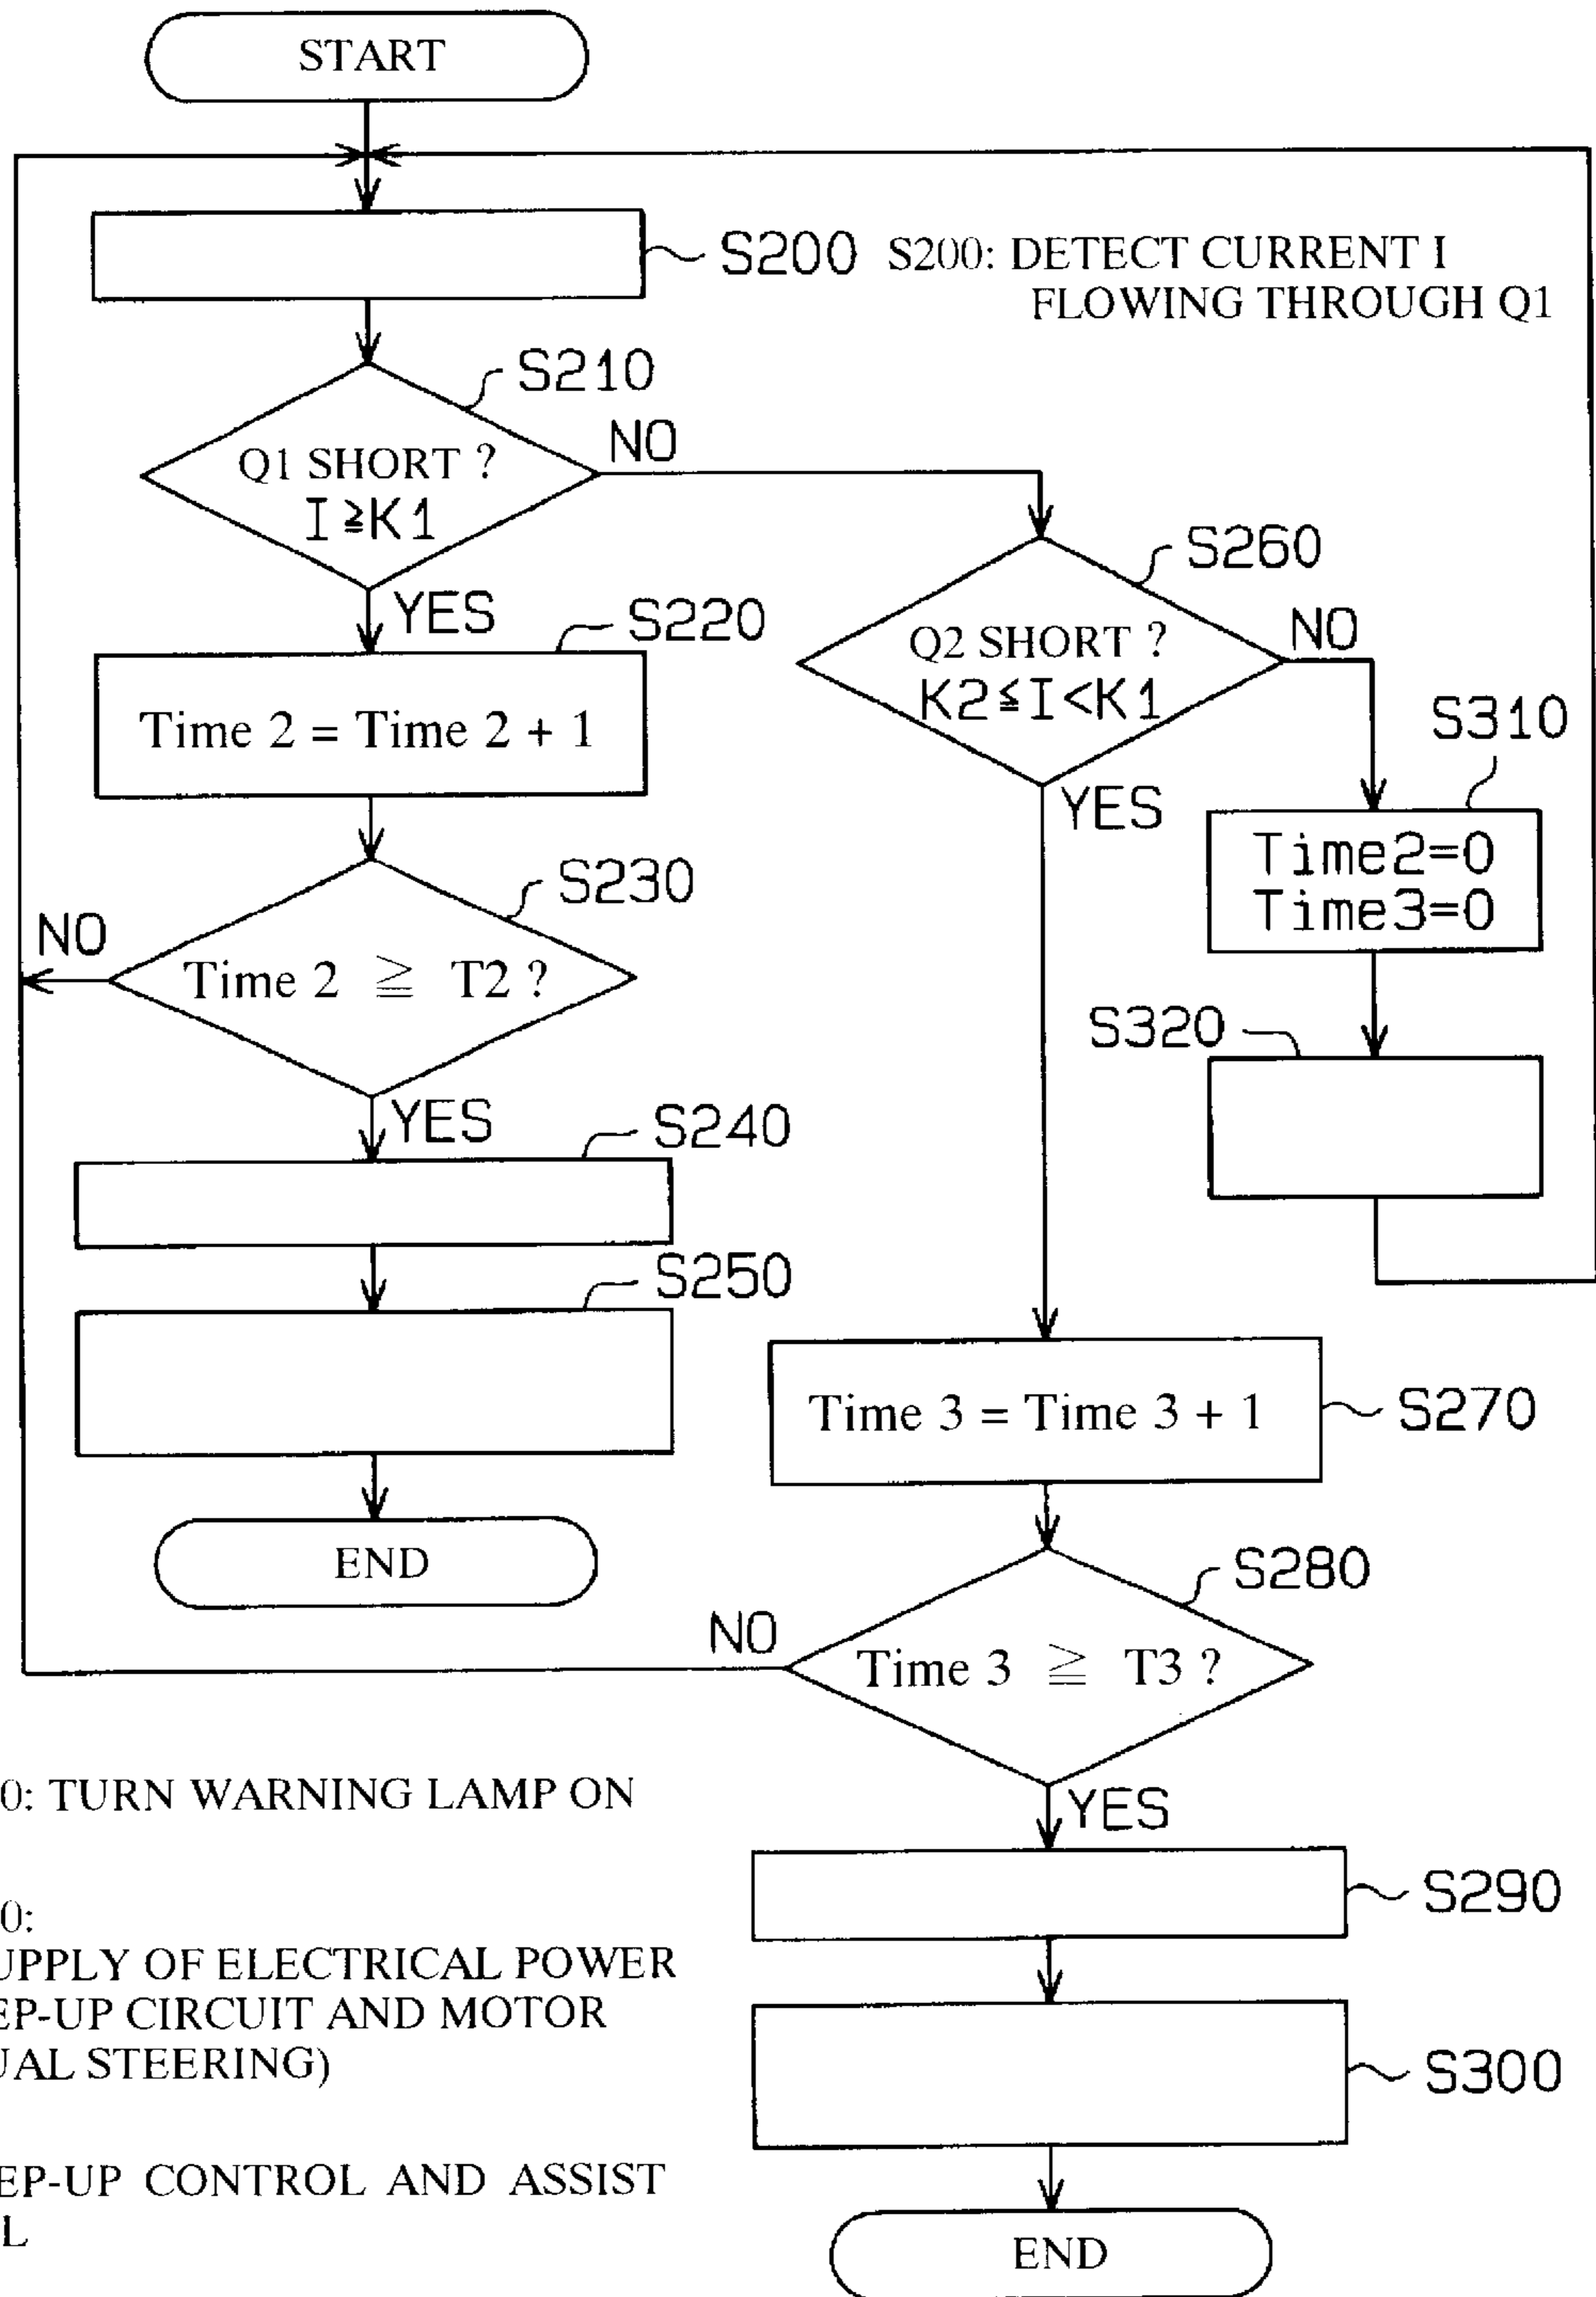 START
S200
S200: DETECT CURRENT I
FLOWING THROUGH Q1
S210
Q1 SHORT ?
I≧K1
NO
YES
S260
Q2 SHORT ?
K2≦I<K1
NO
YES
S220
Time 2 = Time 2 + 1
S310
Time2=0
Time3=0
S230
NO
Time 2 ≧ T2 ?
YES
S320
S240
S250
S270
Time 3 = Time 3 + 1
END
S280
NO
Time 3 ≧ T3 ?
YES
0: TURN WARNING LAMP ON
S290
0:
UPPLY OF ELECTRICAL POWER
EP-UP CIRCUIT AND MOTOR
UAL STEERING)
S300
EP-UP CONTROL AND ASSIST
L
END